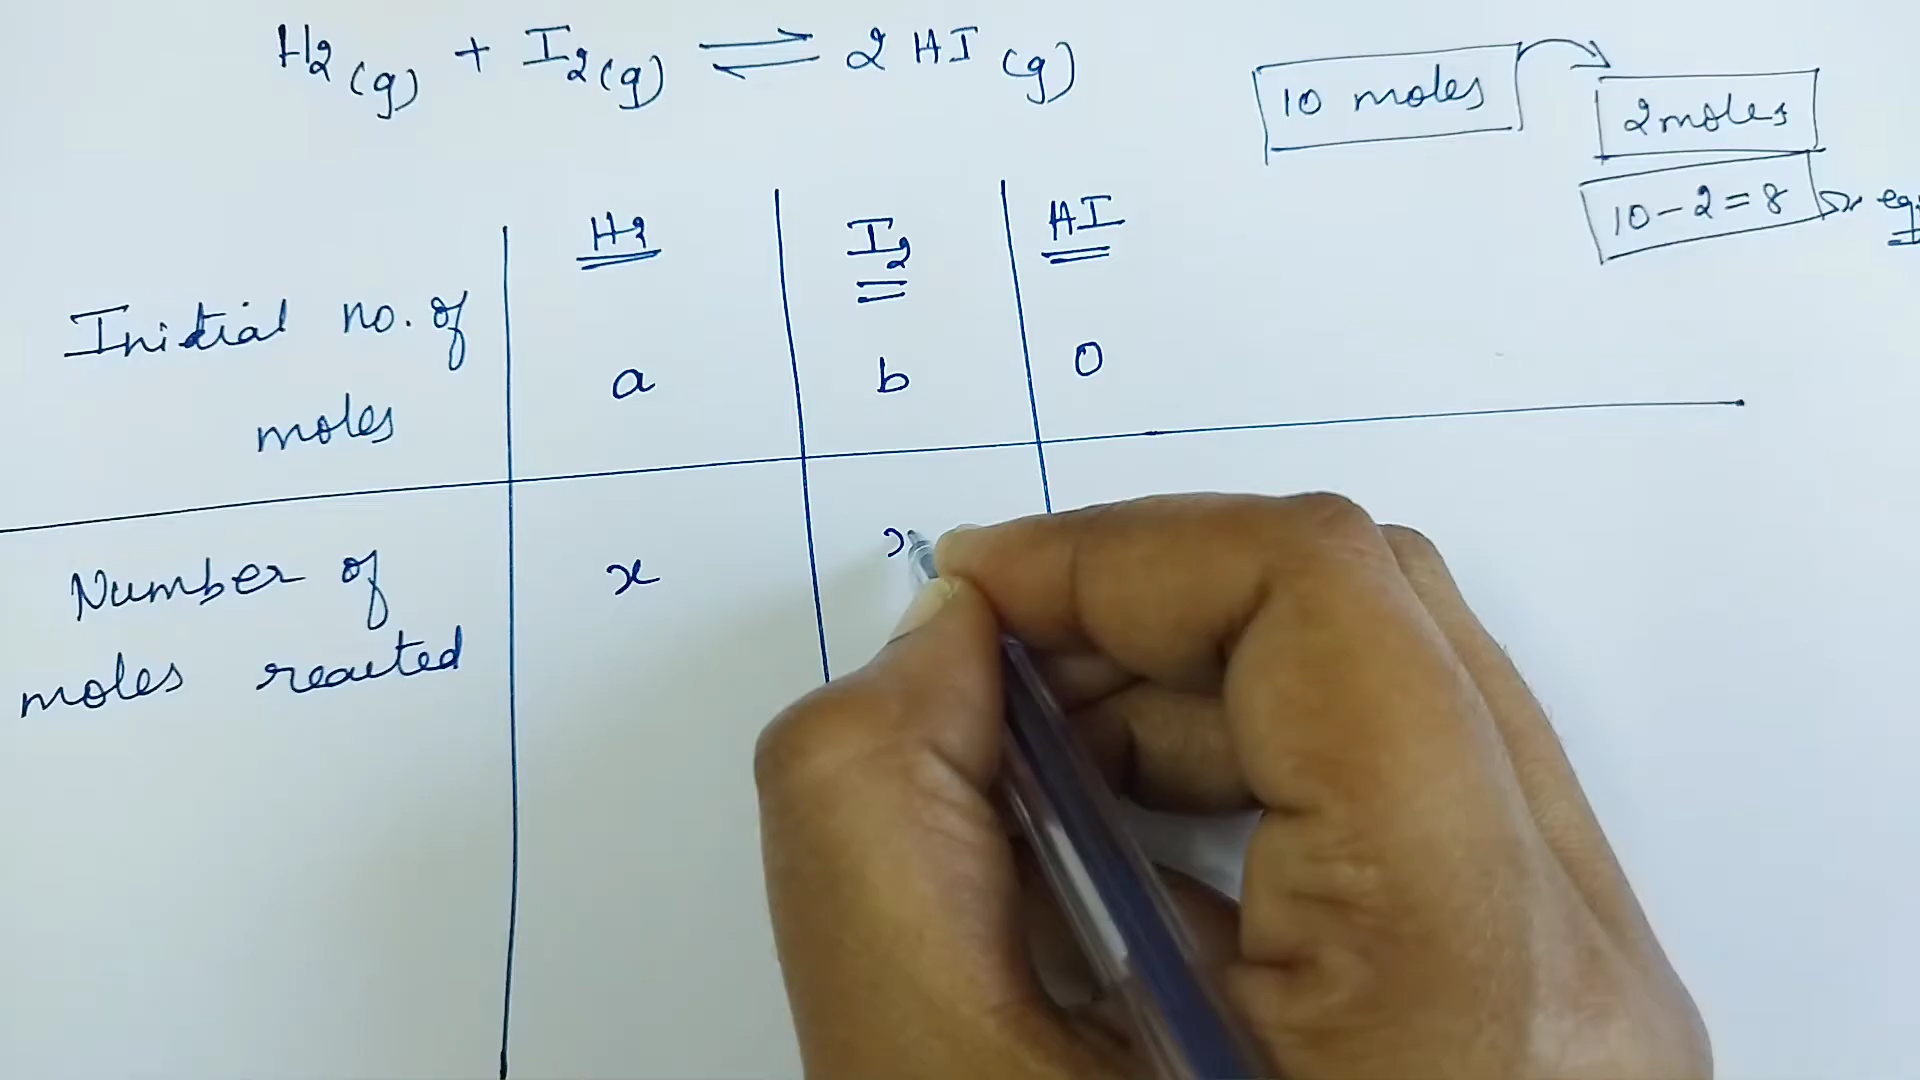 H2(g) + I2(g) ⇌ 2 HI (g)
10 moles
2 moles
10 - 2 = 8
H2 I2 HI
Initial no. of
moles
a b 0
Number of
moles reacted
x x